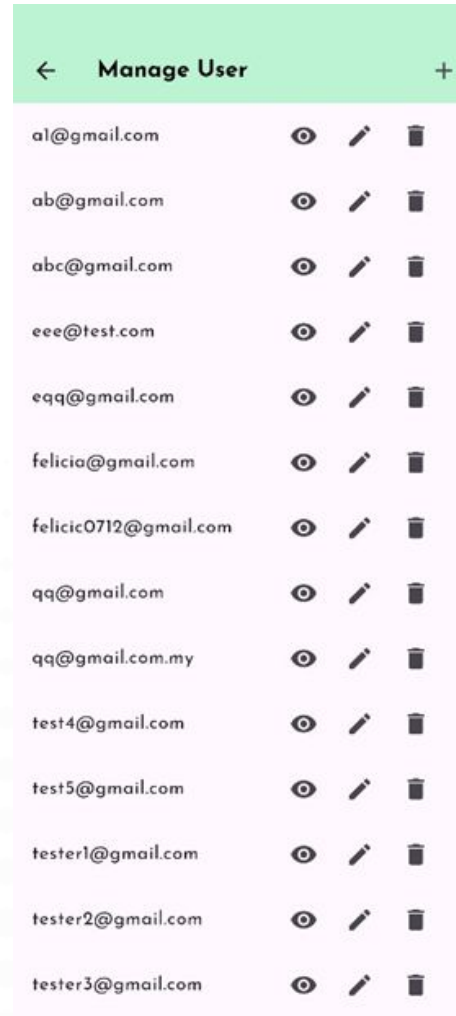 Manage User
a1@gmail.com
ab@gmail.com
abc@gmail.com
eee@test.com
eqq@gmail.com
felicia@gmail.com
felicic0712@gmail.com
qq@gmail.com
qq@gmail.com.my
test4@gmail.com
test5@gmail.com
tester1@gmail.com
tester2@gmail.com
tester3@gmail.com